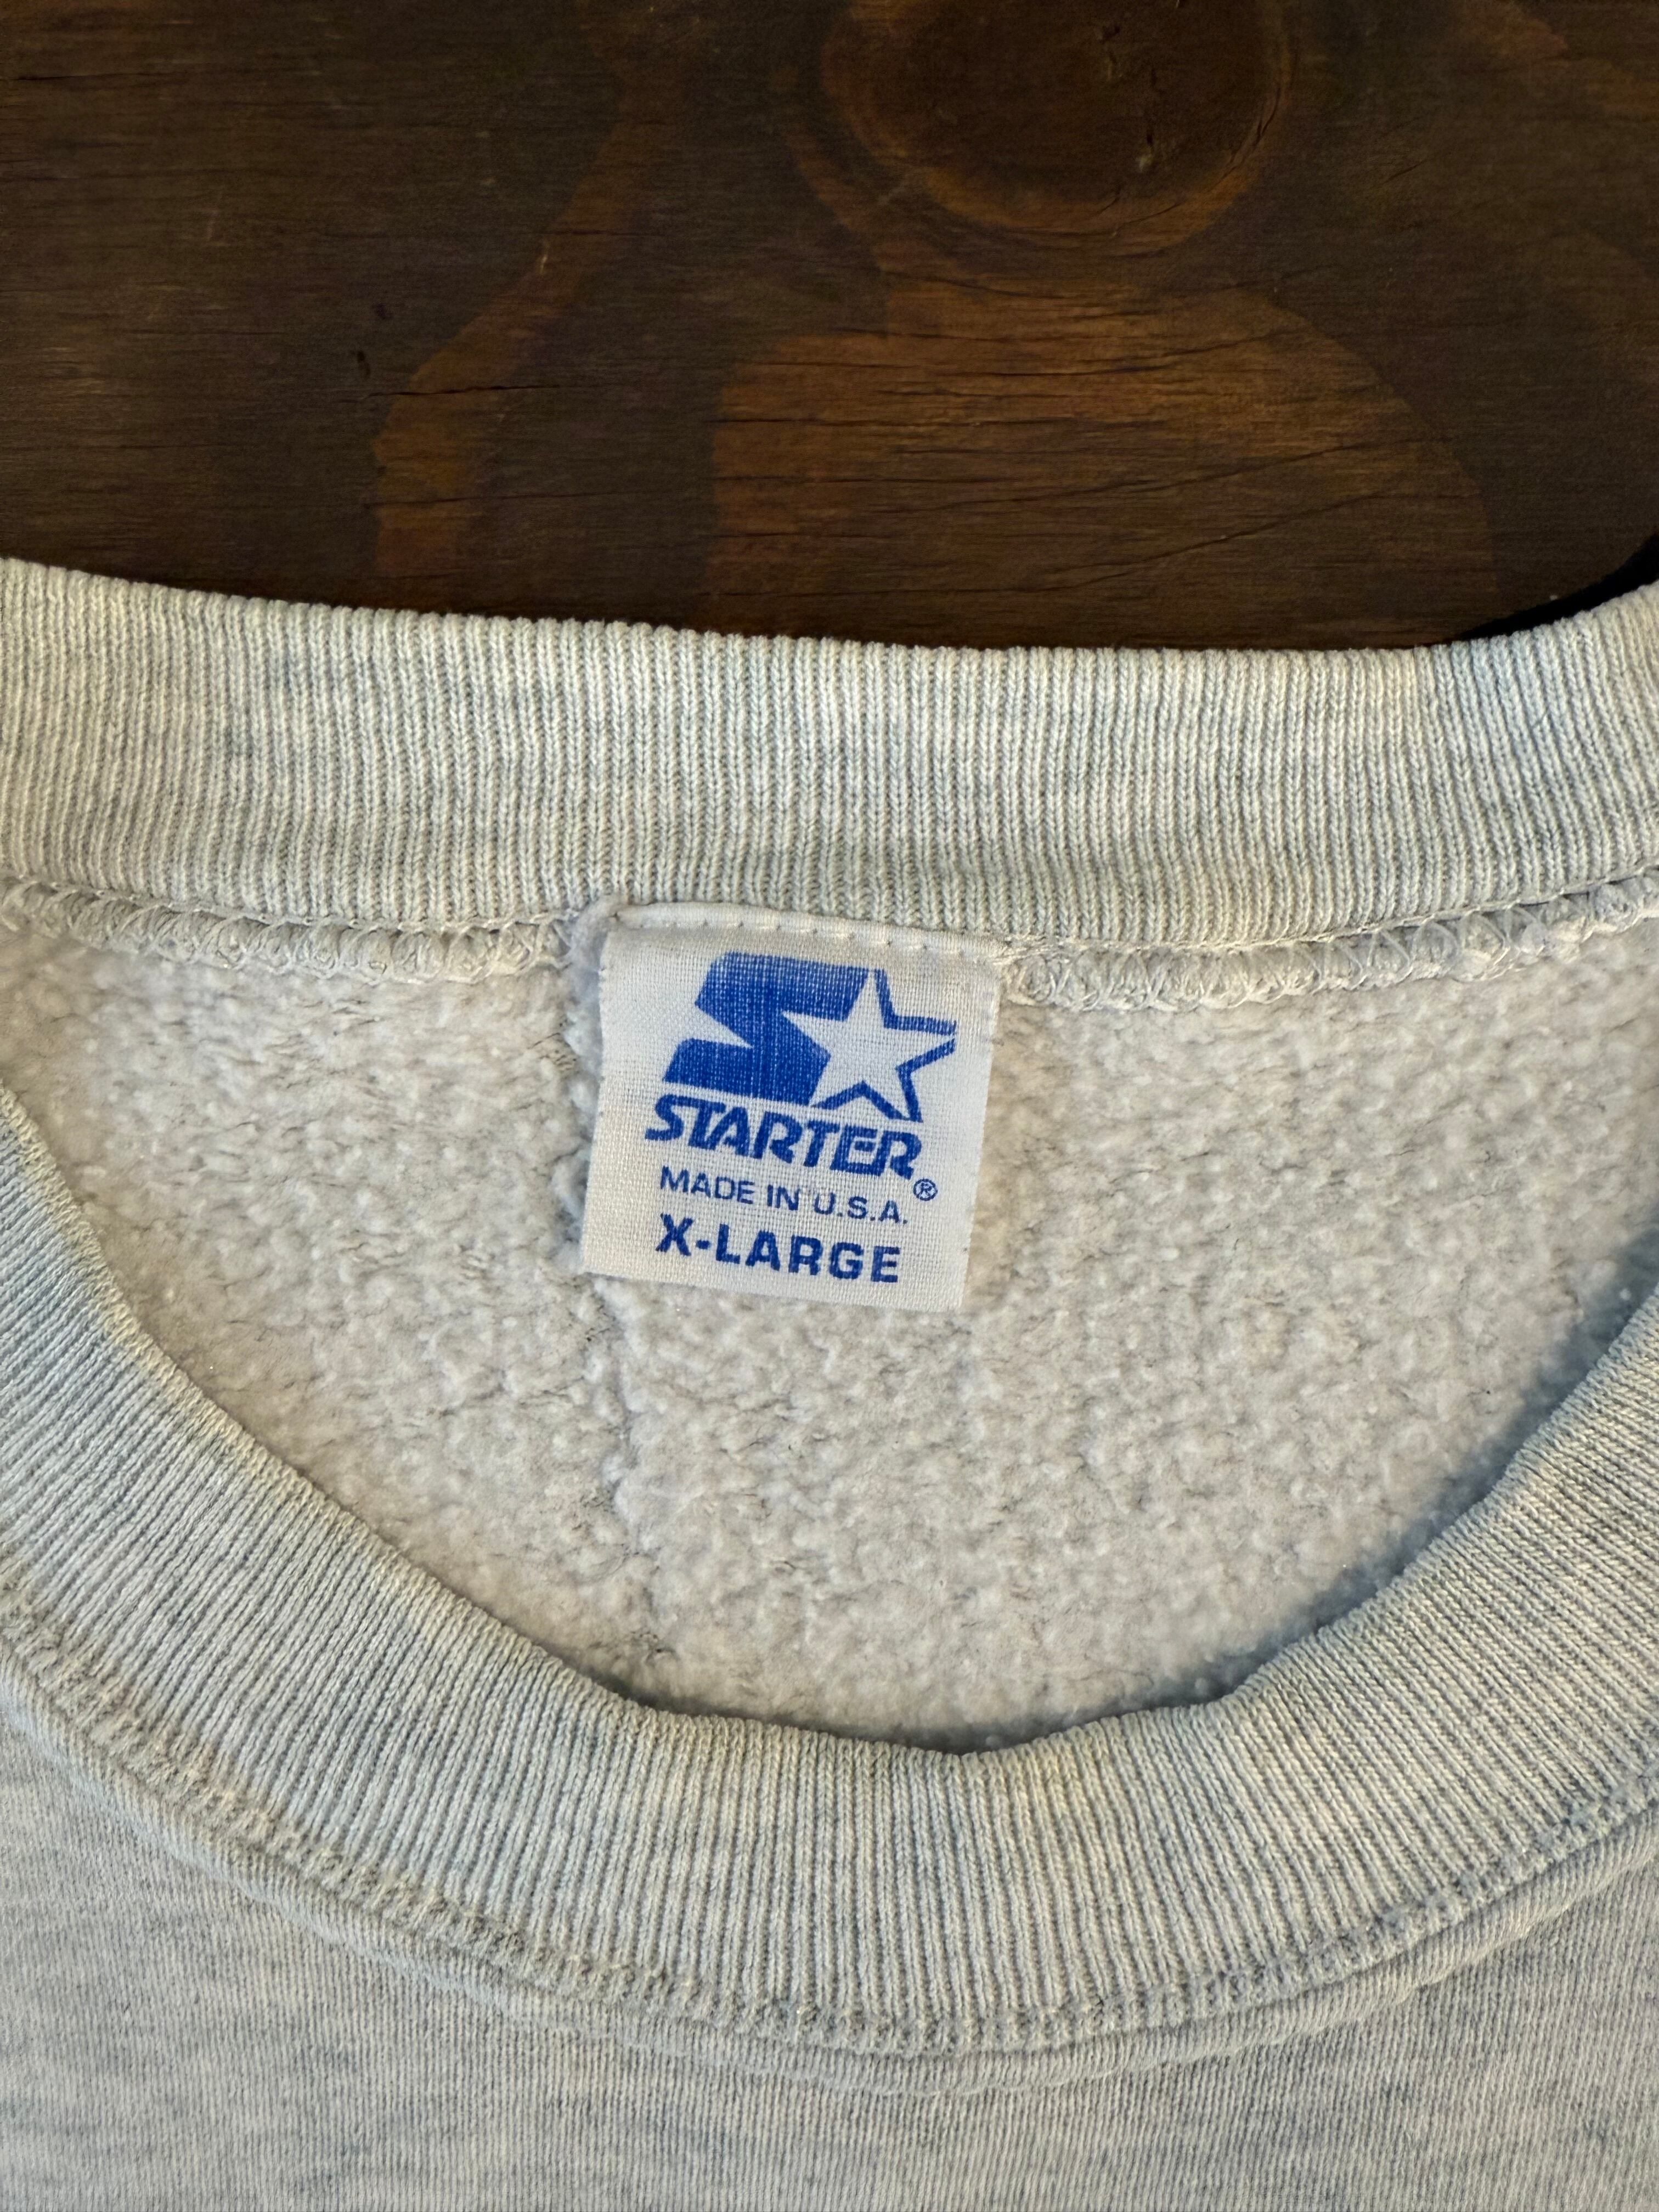 STARTER®
MADE IN U.S.A.
X-LARGE